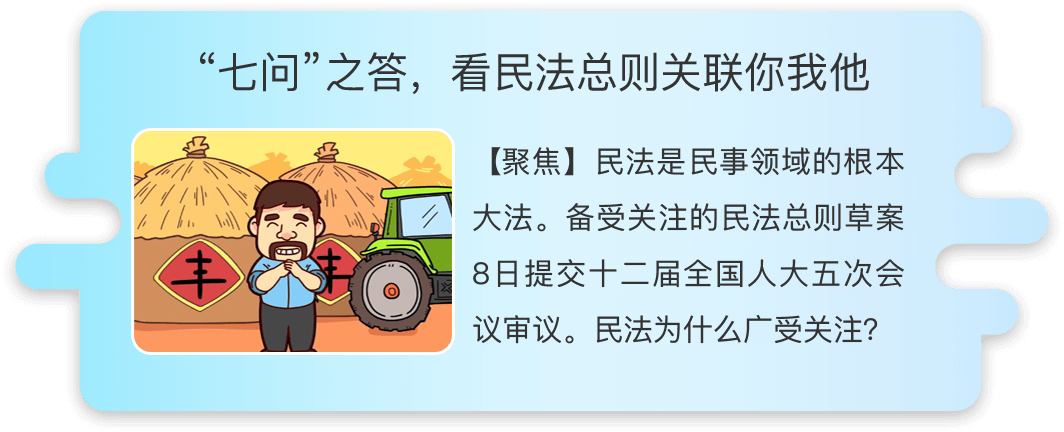 “七问”之答，看民法总则关联你我他
【聚焦】民法是民事领域的根本
大法。备受关注的民法总则草案
8日提交十二届全国人大五次会
议审议。民法为什么广受关注？
丰
丰